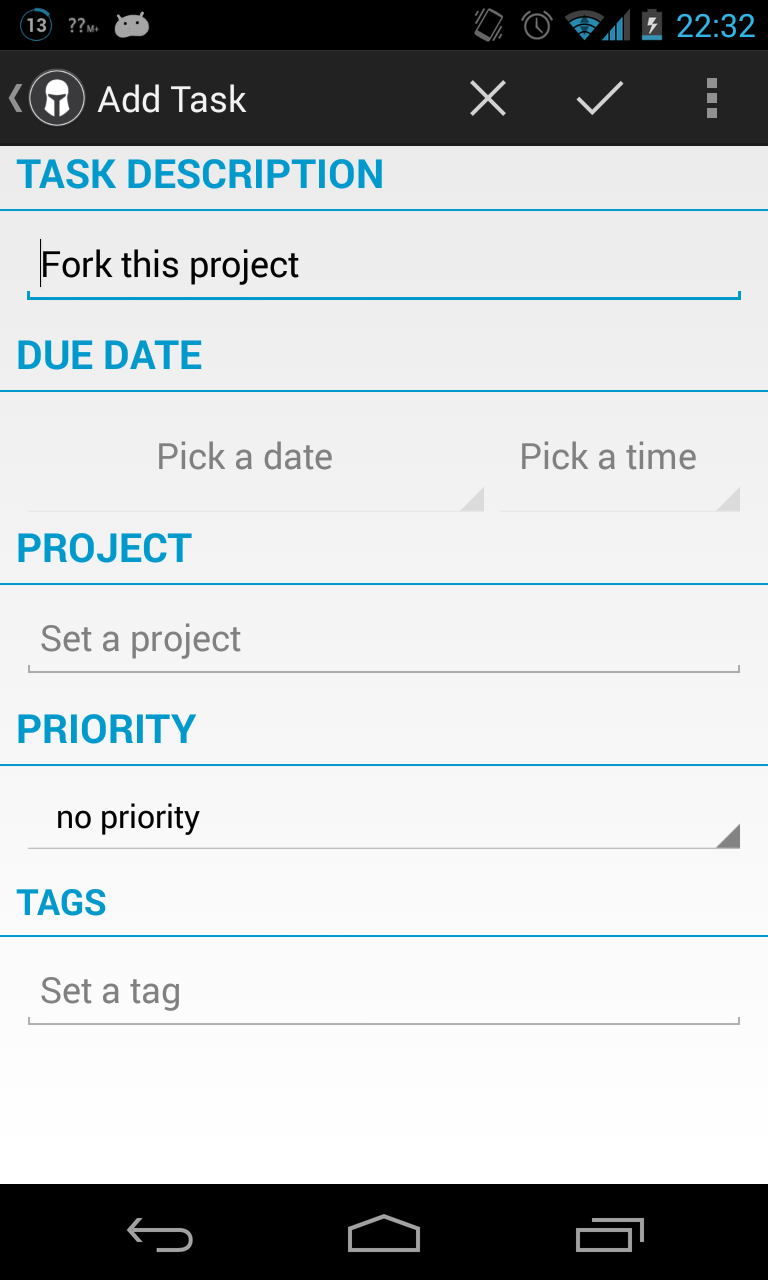 13 ??M+ 22:32
Add Task
TASK DESCRIPTION
Fork this project
DUE DATE
Pick a date Pick a time
PROJECT
Set a project
PRIORITY
no priority
TAGS
Set a tag